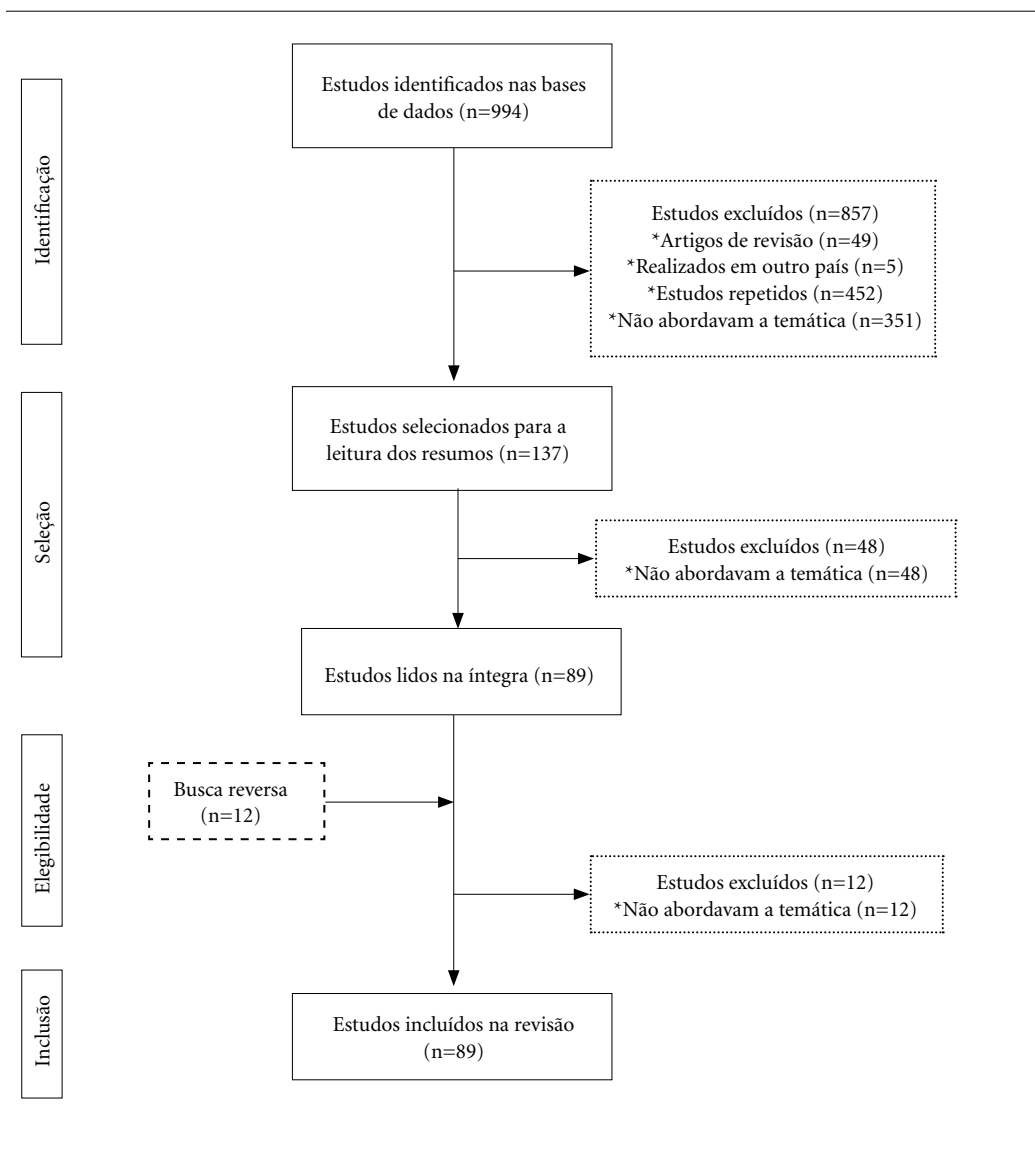 Identificação
Estudos identificados nas bases
de dados (n=994)
Estudos excluídos (n=857)
*Artigos de revisão (n=49)
*Realizados em outro país (n=5)
*Estudos repetidos (n=452)
*Não abordavam a temática (n=351)
Seleção
Estudos selecionados para a
leitura dos resumos (n=137)
Estudos excluídos (n=48)
*Não abordavam a temática (n=48)
Estudos lidos na íntegra (n=89)
Elegibilidade
Busca reversa
(n=12)
Estudos excluídos (n=12)
*Não abordavam a temática (n=12)
Inclusão
Estudos incluídos na revisão
(n=89)